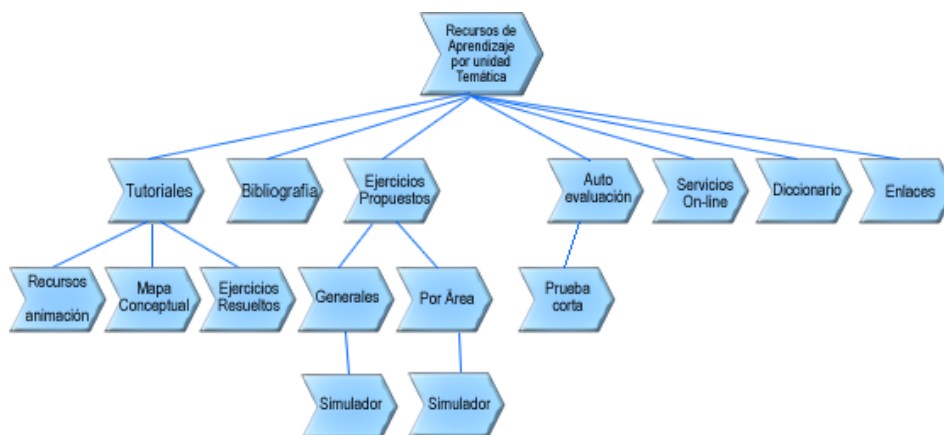 Recursos de
Aprendizaje
por unidad
Temática
Tutoriales
Bibliografía
Ejercicios
Propuestos
Auto
evaluación
Servicios
On-line
Diccionario
Enlaces
Recursos
animación
Mapa
Conceptual
Ejercicios
Resueltos
Generales
Por Área
Prueba
corta
Simulador
Simulador